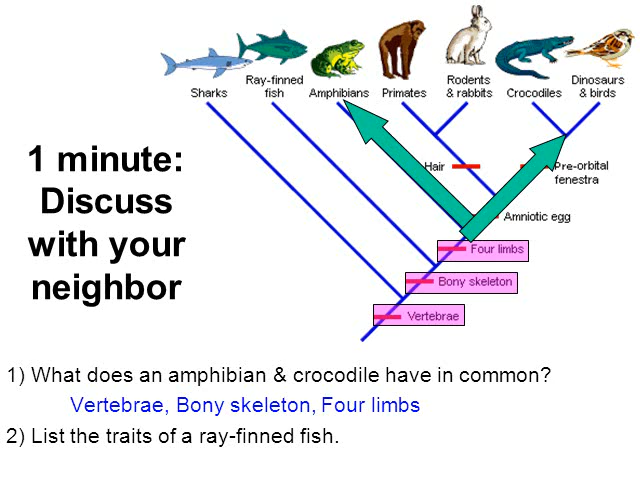 Ray-finned
fish
Rodents
& rabbits
Dinosaurs
& birds
Sharks
Amphibians
Primates
Crocodiles
1 minute:
Discuss
with your
neighbor
Hair
Pre-orbital
fenestra
Amniotic egg
Four limbs
Bony skeleton
Vertebrae
1) What does an amphibian & crocodile have in common?
Vertebrae, Bony skeleton, Four limbs
2) List the traits of a ray-finned fish.